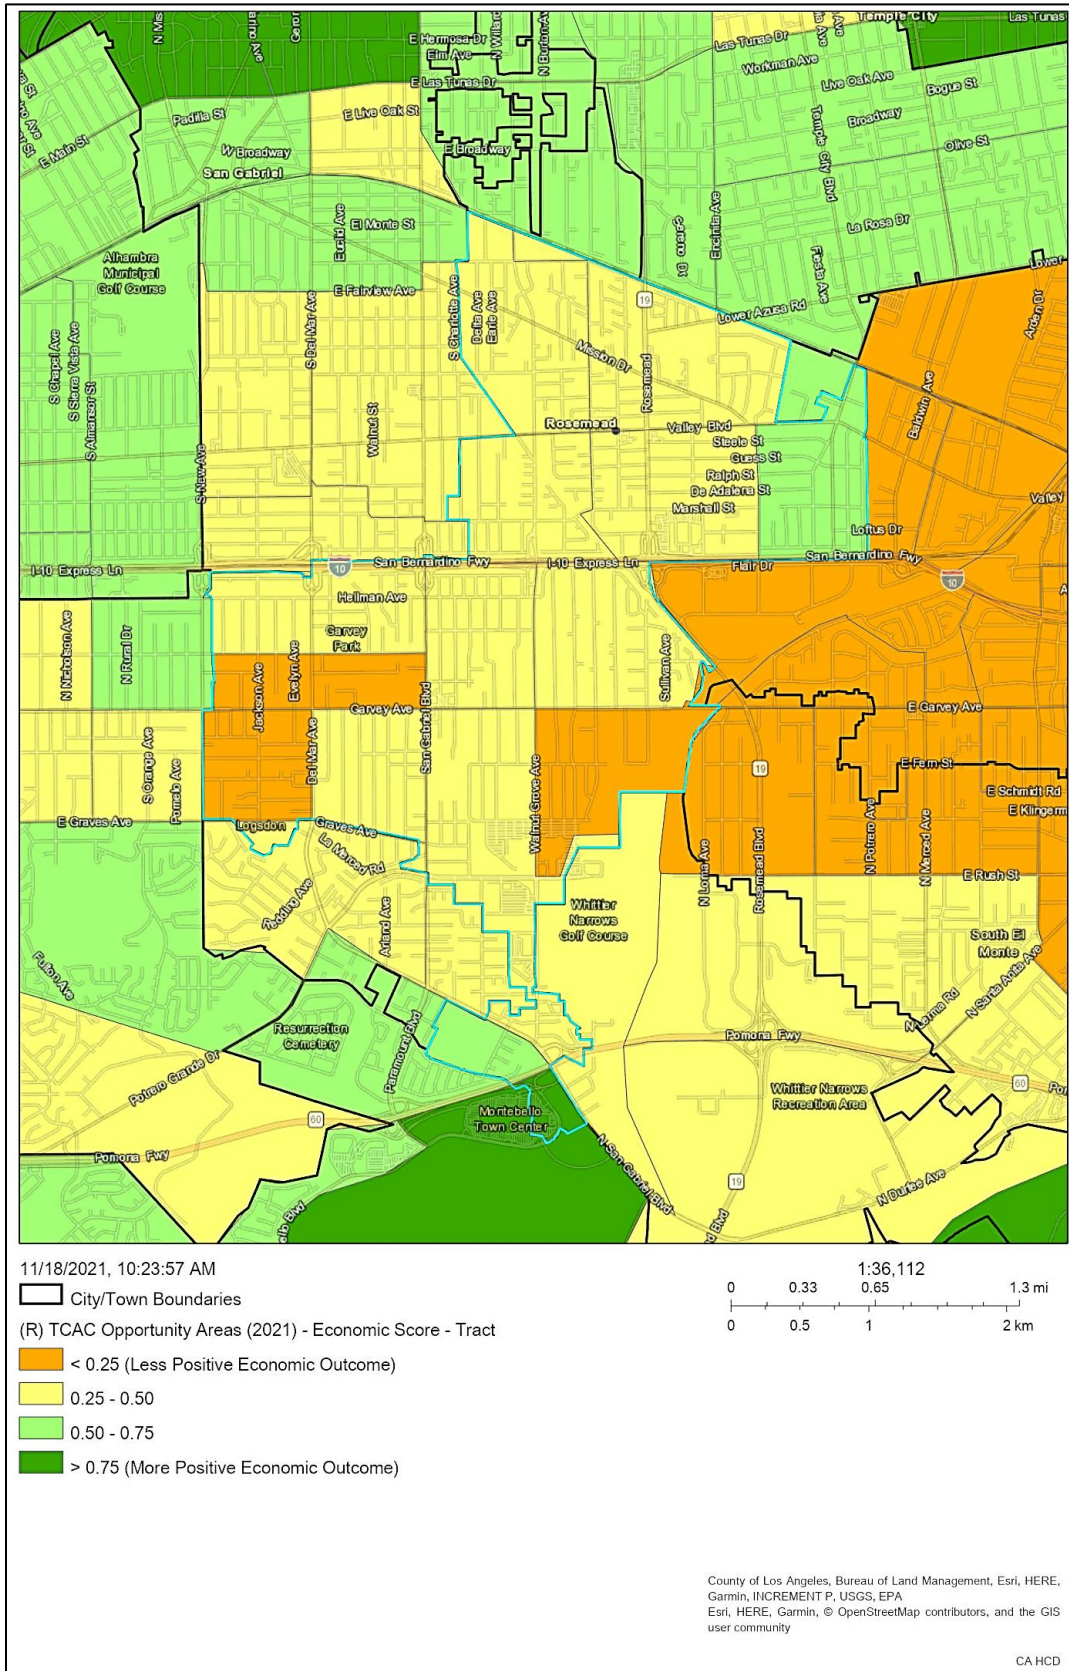 Temple City
Las Tunas
E Hermosa Dr
Elm Ave
N Willard
N Burton Av
Las Tunas Dr
Workman Ave
E Las Tunas Dr
Live Oak Ave
Bogue St
Padilla St
E Live Oak St
Broadway
Temple City Blvd
E Main St
W Broadway
E Broadway
Olive St
San Gabriel
Euclid Ave
El Monte St
Encinita Ave
La Rosa Dr
Fiesta Ave
Alhambra
Municipal
Golf Course
Lower
E Fairview Ave
19
Arden Dr
S Chapel Ave
S Sierra Vista Ave
S Almansor St
S Del Mar Ave
S Charlotte Ave
Delta Ave
Earle Ave
Lower Azusa Rd
Mission Dr
Rosemead
Baldwin Ave
Walnut St
Rosemead
Valley Blvd
Steele St
Guess St
Ralph St
De Adalena St
Marshall St
S New Ave
Valley
Loftus Dr
I-10 Express Ln
10
San Bernardino Fwy
I-10 Express Ln
Flair Dr
San Bernardino Fwy
10
Hellman Ave
N Nicholson Ave
N Rural Dr
Garvey
Park
Evelyn Ave
Jackson Ave
Sullivan Ave
Garvey Ave
San Gabriel Blvd
E Garvey Ave
S Orange Ave
Pomelo Ave
Del Mar Ave
Walnut Grove Ave
19
E Fern St
E Schmidt Rd
E Klingerm
E Graves Ave
Logsdon
Graves Ave
La Merced Rd
N Loma Ave
Rosemead Blvd
N Potrero Ave
N Merced Ave
E Rush St
Tedding Ave
Arland Ave
Whittier
Narrows
Golf Course
South El
Monte
N Santa Anita Ave
Fulton Ave
N Lerma Rd
Resurrection
Cemetery
Paramount Blvd
Pomona Fwy
Potrero Grande Dr
Whittier Narrows
Recreation Area
60
Por
60
Montebello
Town Center
Pomona Fwy
N San Gabriel Blvd
19
N Durfee Ave
ello Blvd
d Blvd
11/18/2021, 10:23:57 AM
City/Town Boundaries
(R) TCAC Opportunity Areas (2021) - Economic Score - Tract
< 0.25 (Less Positive Economic Outcome)
0.25 - 0.50
0.50 - 0.75
> 0.75 (More Positive Economic Outcome)
1:36,112
0 0.33 0.65 1.3 mi
0 0.5 1 2 km
County of Los Angeles, Bureau of Land Management, Esri, HERE,
Garmin, INCREMENT P, USGS, EPA
Esri, HERE, Garmin, © OpenStreetMap contributors, and the GIS
user community
CA HCD